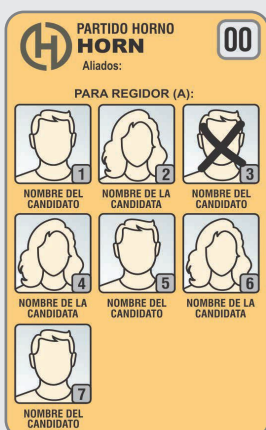 PARTIDO HORNO
HORN
00
Aliados:
PARA REGIDOR (A):
1 2 3
NOMBRE DEL CANDIDATO
NOMBRE DE LA CANDIDATA
NOMBRE DEL CANDIDATO
4 5 6
NOMBRE DE LA CANDIDATA
NOMBRE DEL CANDIDATO
NOMBRE DE LA CANDIDATA
7
NOMBRE DEL
CANDIDATO